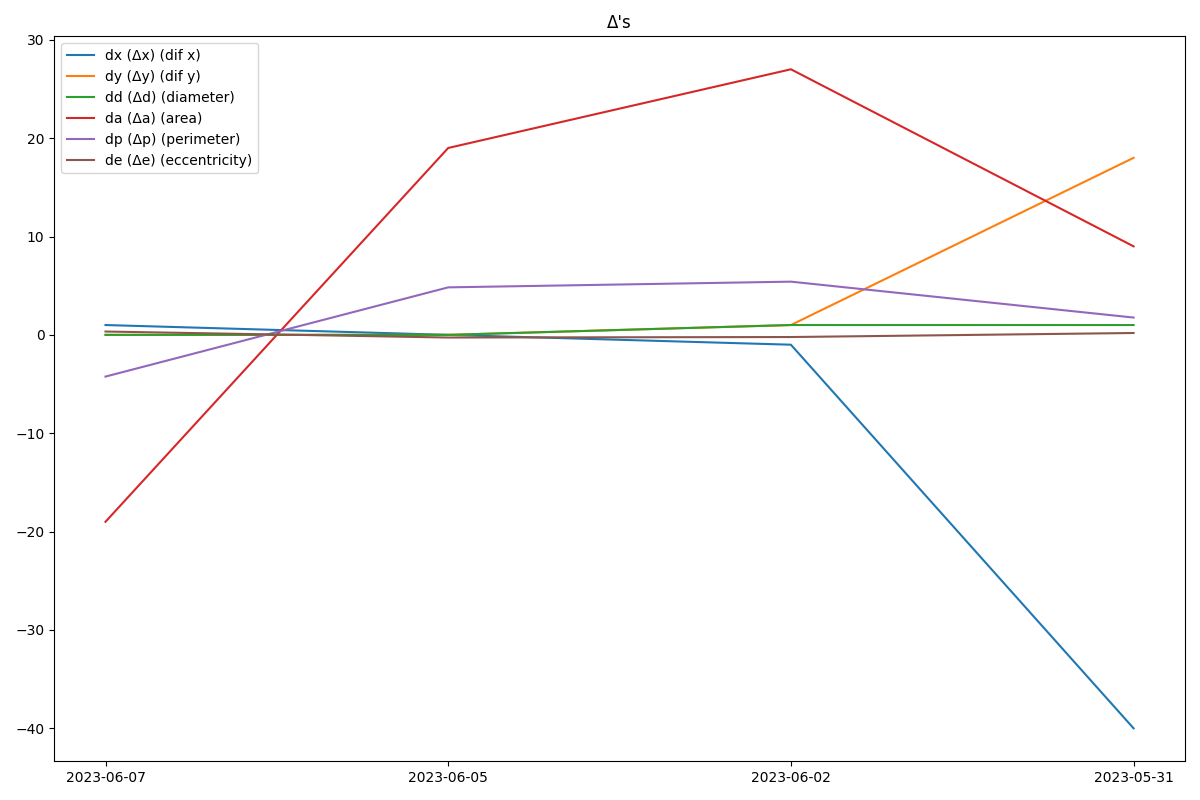 Δ's
30
20
10
0
−10
−20
−30
−40
dx (Δx) (dif x)
dy (Δy) (dif y)
dd (Δd) (diameter)
da (Δa) (area)
dp (Δp) (perimeter)
de (Δe) (eccentricity)
2023-06-07
2023-06-05
2023-06-02
2023-05-31